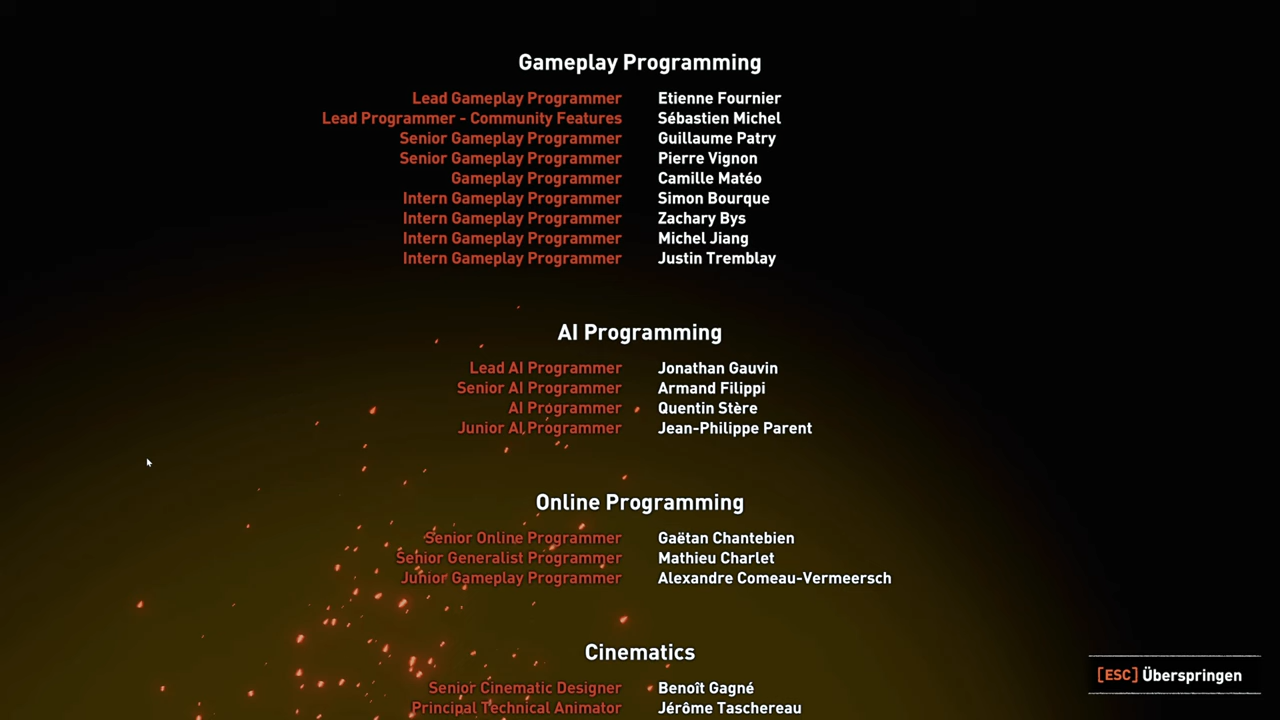 Gameplay Programming
Lead Gameplay Programmer Etienne Fournier
Lead Programmer - Community Features Sébastien Michel
Senior Gameplay Programmer Guillaume Patry
Senior Gameplay Programmer Pierre Vignon
Gameplay Programmer Camille Matéo
Intern Gameplay Programmer Simon Bourque
Intern Gameplay Programmer Zachary Bys
Intern Gameplay Programmer Michel Jiang
Intern Gameplay Programmer Justin Tremblay
AI Programming
Lead AI Programmer Jonathan Gauvin
Senior AI Programmer Armand Filippi
AI Programmer Quentin Stère
Junior AI Programmer Jean-Philippe Parent
Online Programming
Senior Online Programmer Gaëtan Chantebien
Senior Generalist Programmer Mathieu Charlet
Junior Gameplay Programmer Alexandre Comeau-Vermeersch
Cinematics
Senior Cinematic Designer Benoît Gagné
Principal Technical Animator Jérôme Taschereau
[ESC] Überspringen